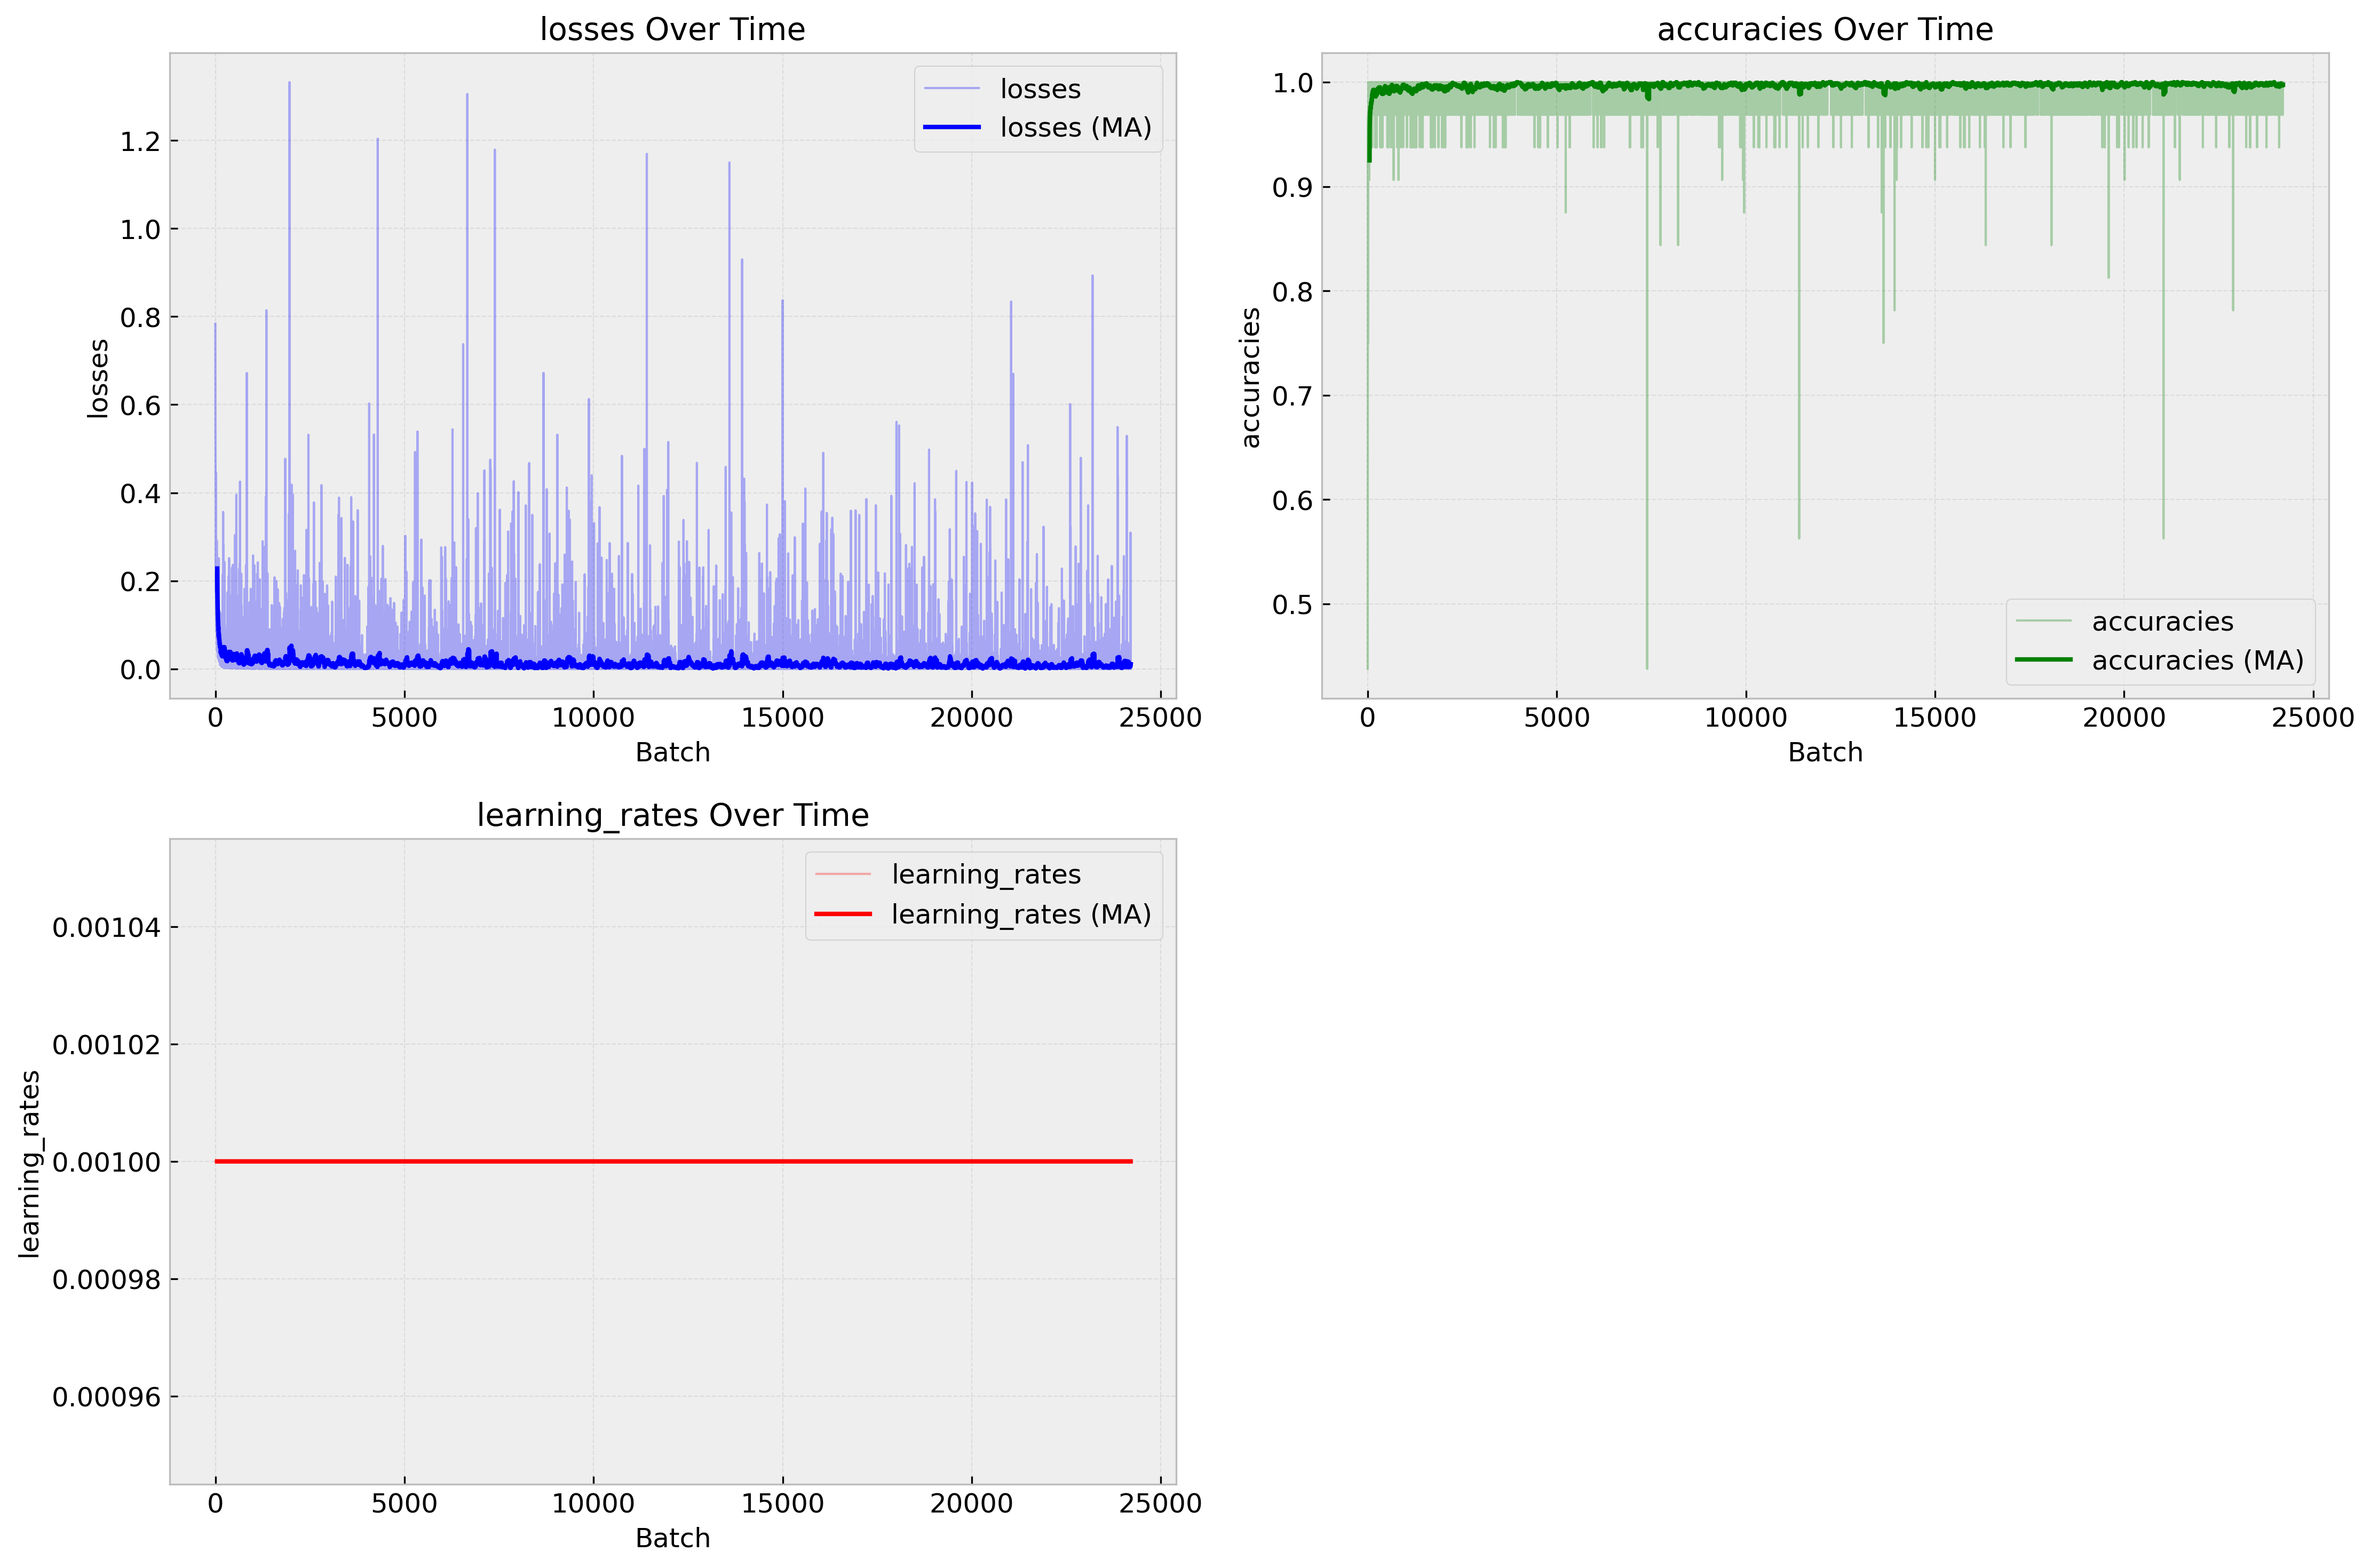 losses Over Time
losses
losses (MA)
1.2
1.0
0.8
0.6
0.4
0.2
0.0
losses
0
5000
10000
15000
20000
25000
Batch
accuracies Over Time
1.0
0.9
0.8
0.7
0.6
0.5
accuracies
accuracies
accuracies (MA)
0
5000
10000
15000
20000
25000
Batch
learning_rates Over Time
learning_rates
learning_rates (MA)
0.00104
0.00102
0.00100
0.00098
0.00096
learning_rates
0
5000
10000
15000
20000
25000
Batch